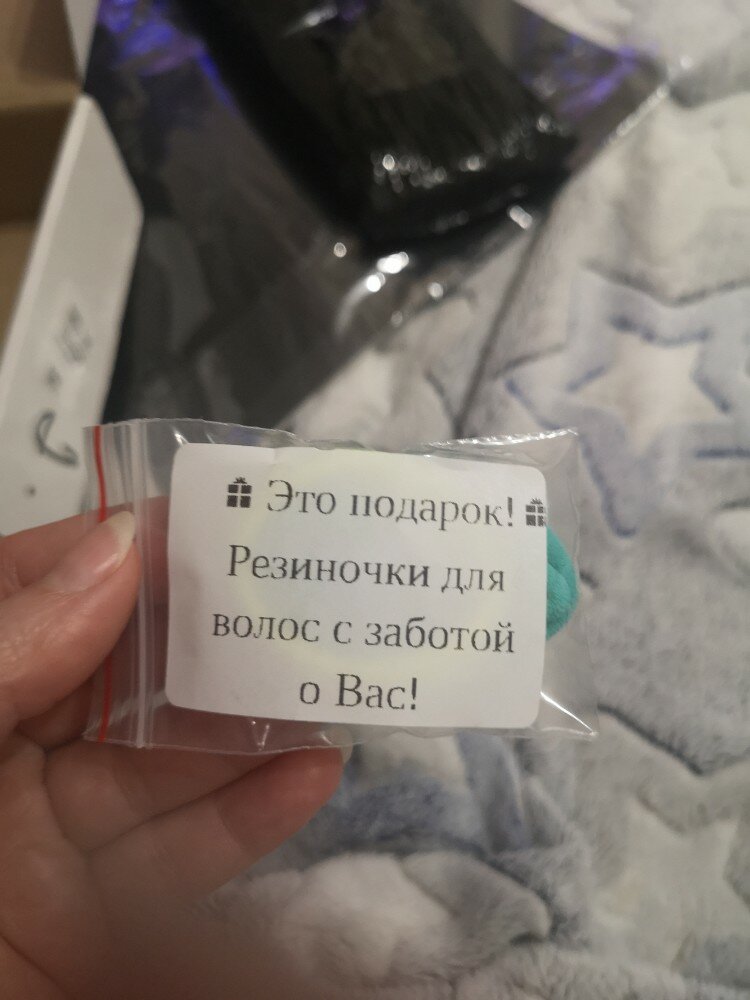 🎁 Это подарок! 🎁
Резиночки для
волос с заботой
о Вас!